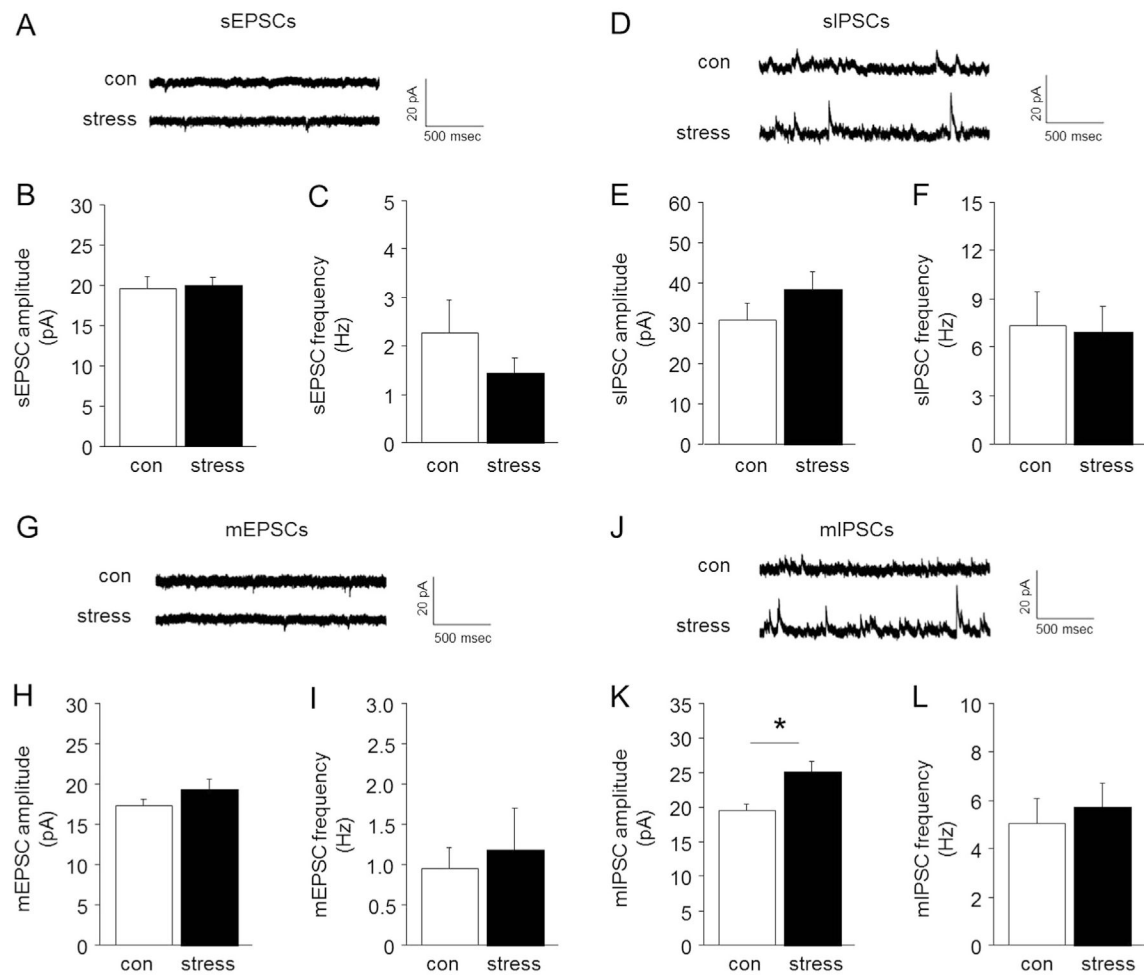 A
sEPSCs
con
stress
20 pA
500 msec
D
sIPSCs
con
stress
20 pA
500 msec
B
sEPSC amplitude
(pA)
30
25
20
15
10
5
0
con stress
C
sEPSC frequency
(Hz)
5
4
3
2
1
0
con stress
E
sIPSC amplitude
(pA)
60
50
40
30
20
10
0
con stress
F
sIPSC frequency
(Hz)
15
12
9
6
3
0
con stress
G
mEPSCs
con
stress
20 pA
500 msec
J
mIPSCs
con
stress
20 pA
500 msec
H
mEPSC amplitude
(pA)
30
25
20
15
10
5
0
con stress
I
mEPSC frequency
(Hz)
3.0
2.5
2.0
1.5
1.0
0.5
0
con stress
K
mIPSC amplitude
(pA)
35
30
25
20
15
10
5
0
*
con stress
L
mIPSC frequency
(Hz)
10
8
6
4
2
0
con stress